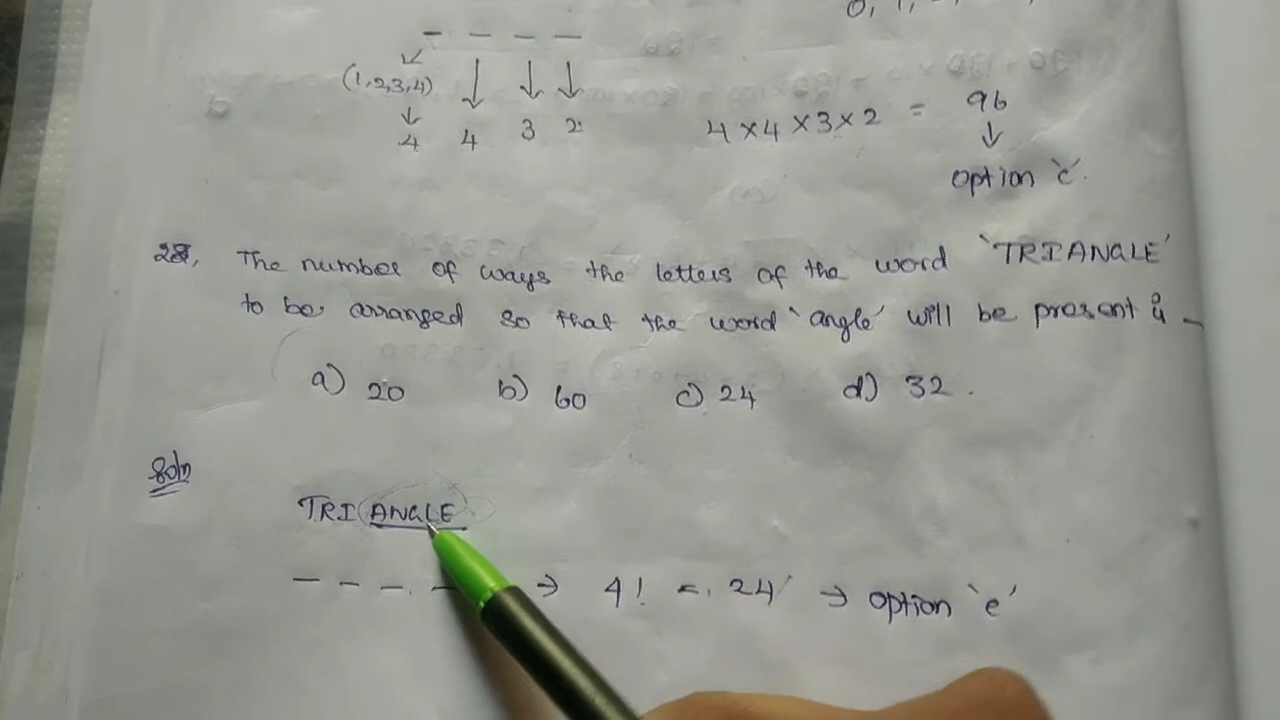 (1,2,3,4)
4 4 3 2
4 × 4 × 3 × 2 = 96
option 'c'.
28, The number of ways the letters of the word 'TRIANGLE'
to be arranged so that the word 'angle' will be present is -
a) 20 b) 60 c) 24 d) 32.
Soln
TRI ANGLE
→ 4! = 24 → option 'c'